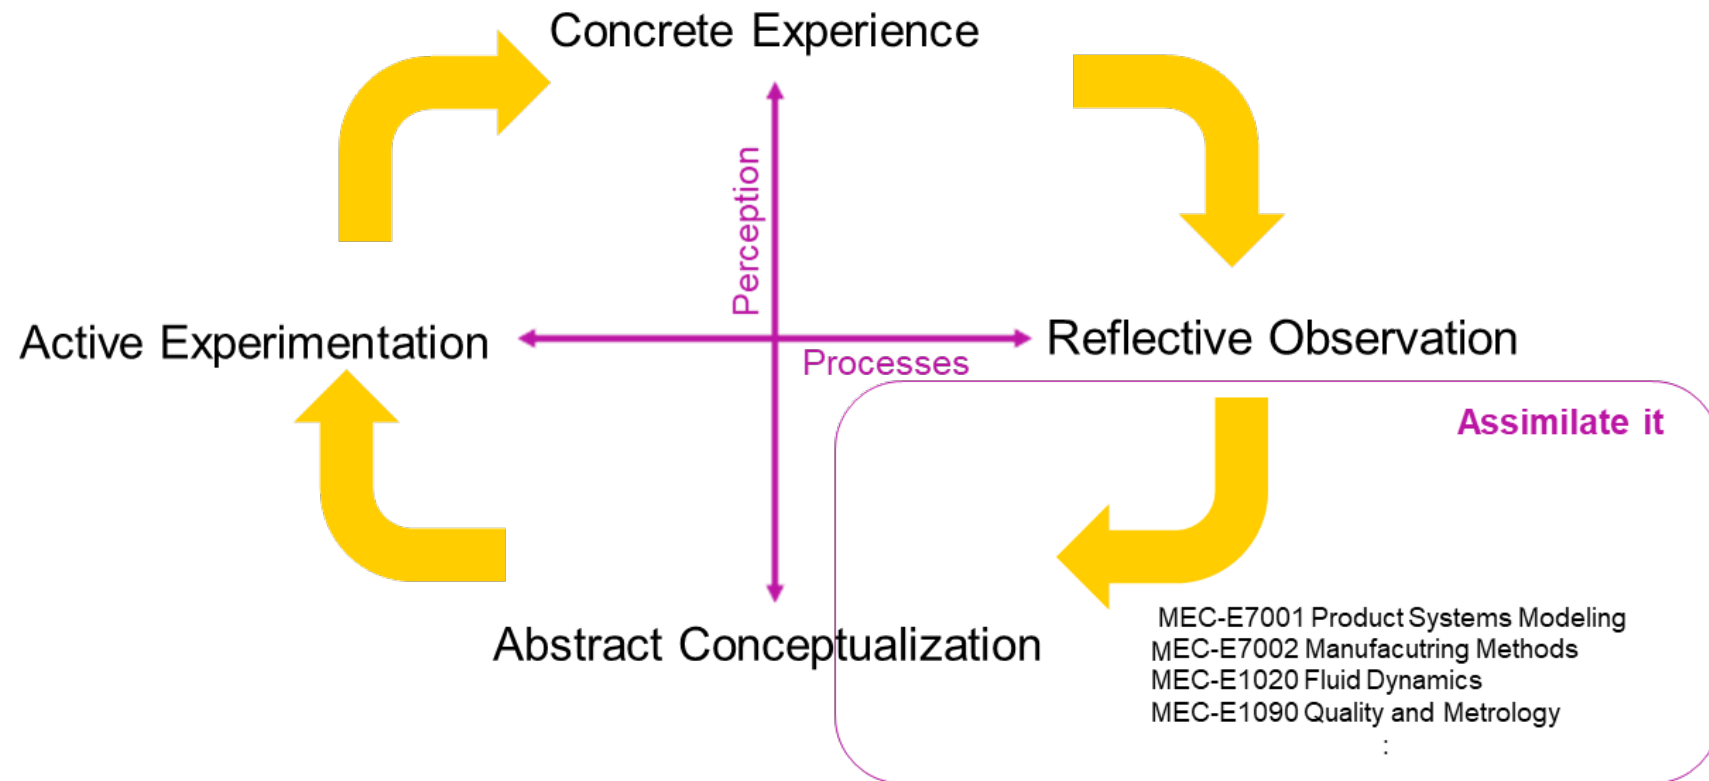 Concrete Experience
Perception
Active Experimentation
Reflective Observation
Processes
Assimilate it
Abstract Conceptualization
MEC-E7001 Product Systems Modeling
MEC-E7002 Manufacutring Methods
MEC-E1020 Fluid Dynamics
MEC-E1090 Quality and Metrology
: